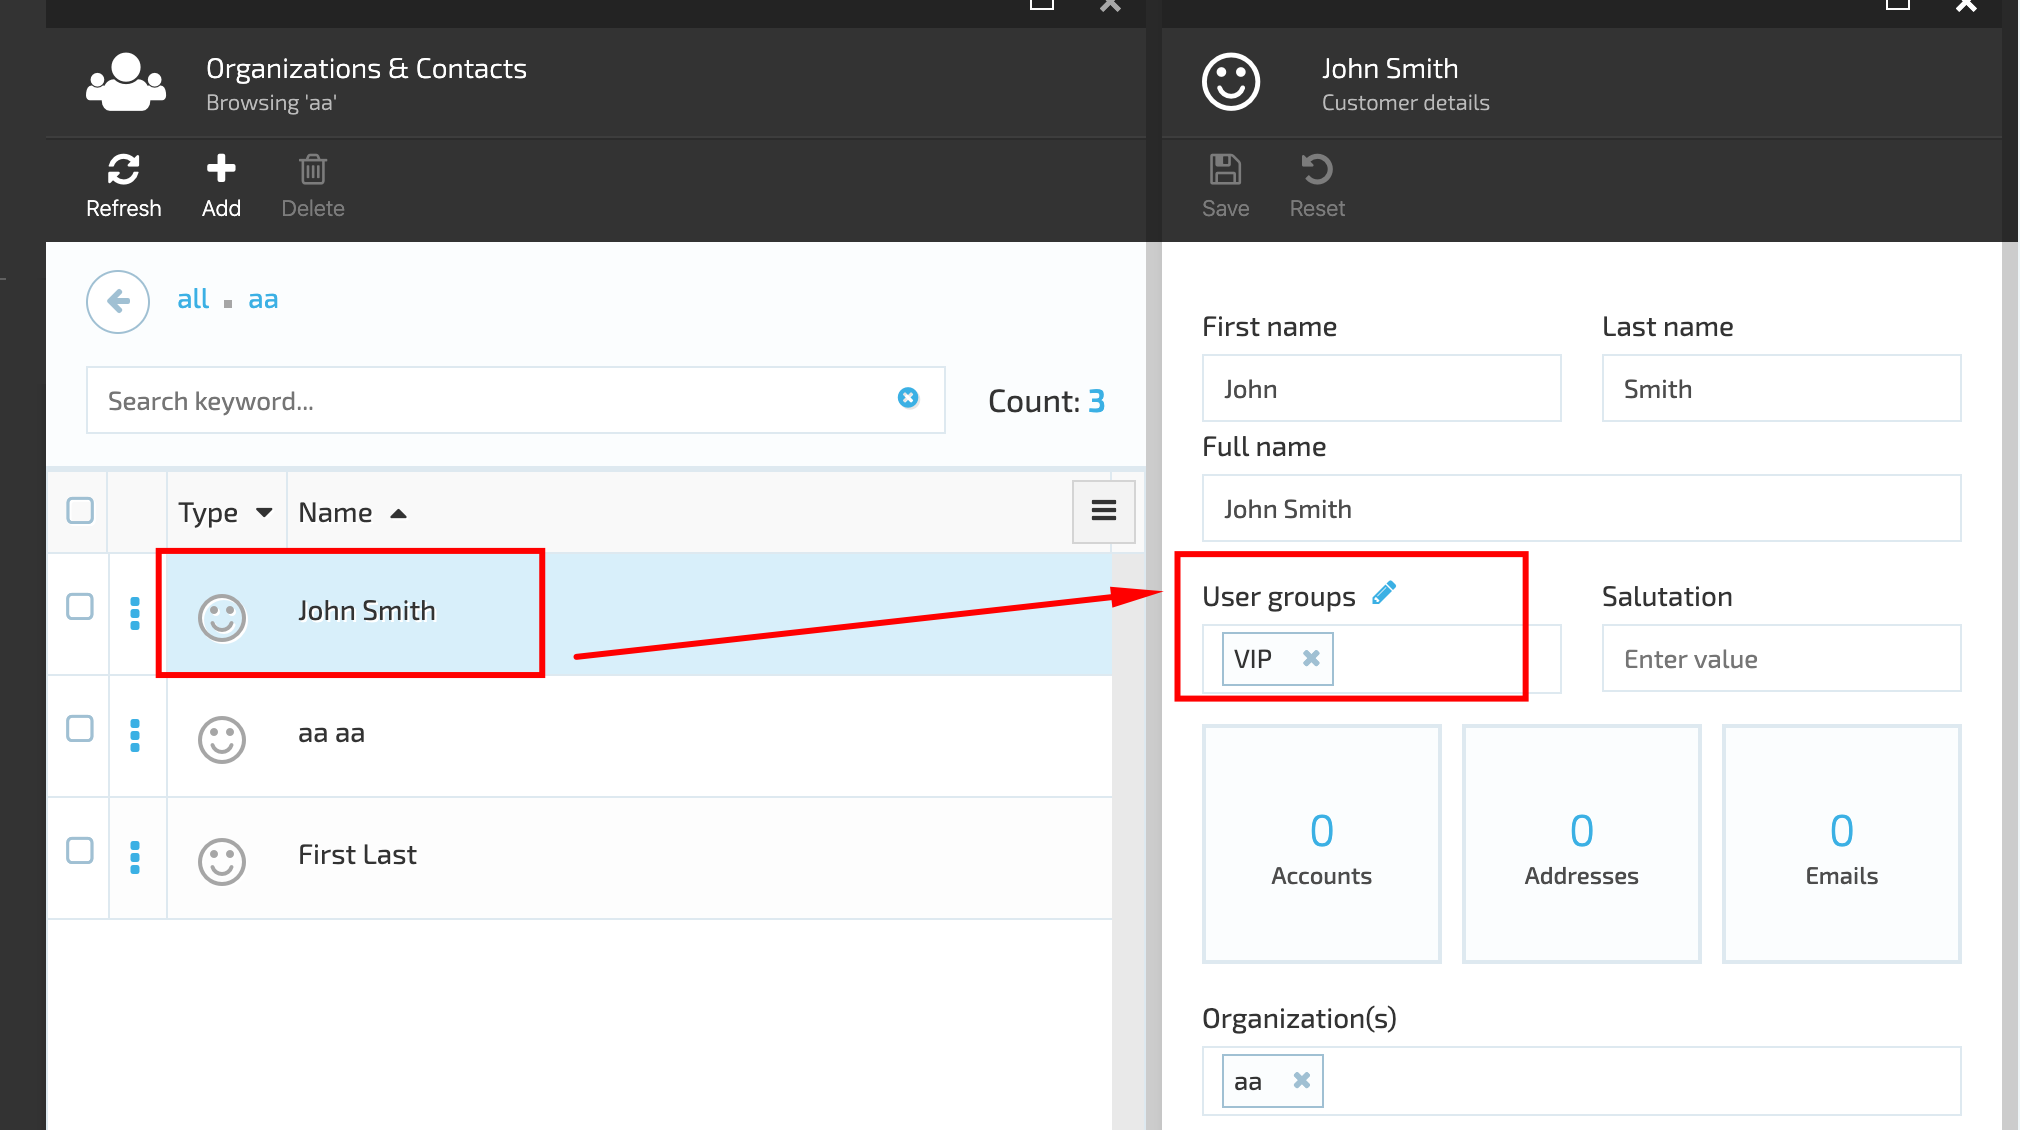 Organizations & Contacts
Browsing 'aa'
Refresh
Add
Delete
all aa
Search keyword...
Count: 3
Type Name
John Smith
aa aa
First Last
John Smith
Customer details
Save
Reset
First name
Last name
John
Smith
Full name
John Smith
User groups
Salutation
VIP
Enter value
0
Accounts
0
Addresses
0
Emails
Organization(s)
aa